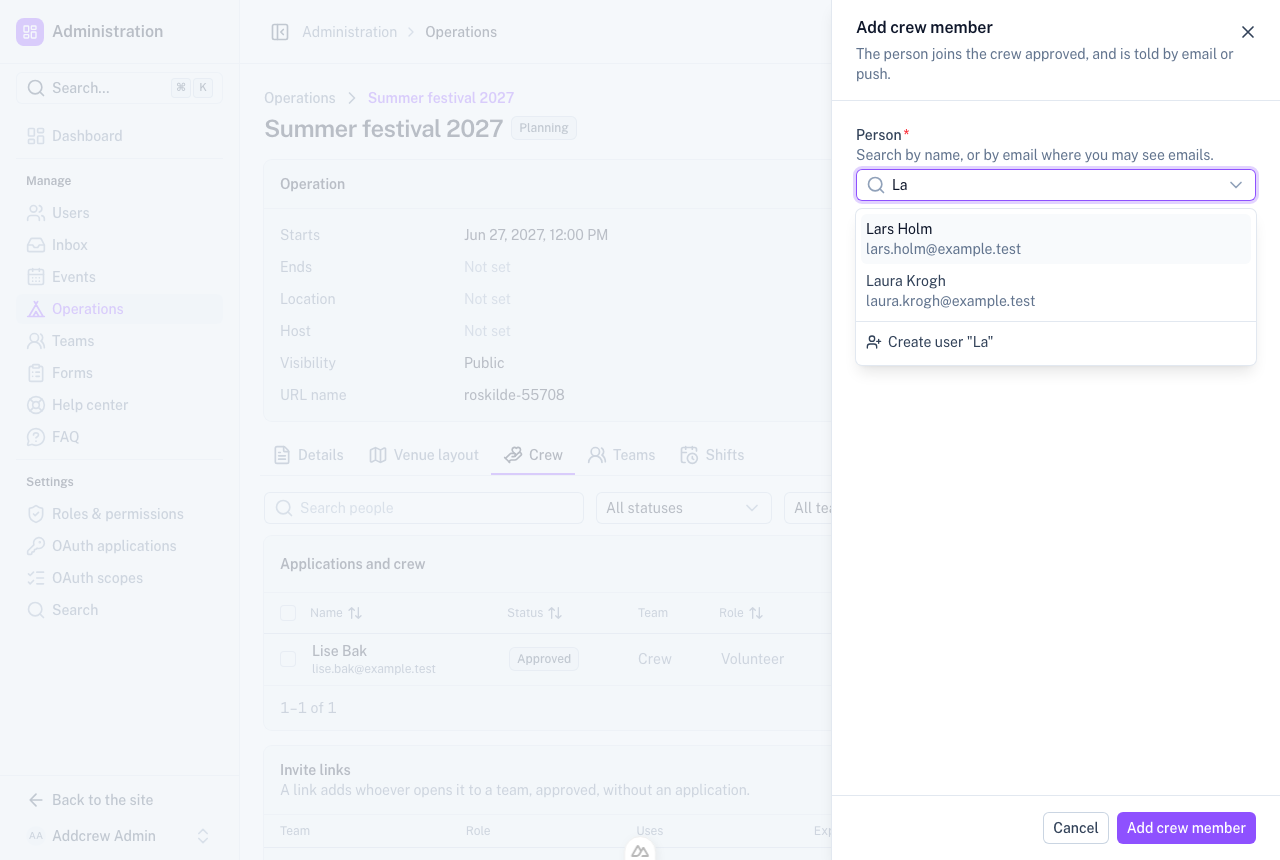 Administration
Search...
⌘ K
Dashboard
Manage
Users
Inbox
Events
Operations
Teams
Forms
Help center
FAQ
Settings
Roles & permissions
OAuth applications
OAuth scopes
Search
Back to the site
AA Addcrew Admin
Administration > Operations
Operations > Summer festival 2027
Summer festival 2027 Planning
Operation
Starts Jun 27, 2027, 12:00 PM
Ends Not set
Location Not set
Host Not set
Visibility Public
URL name roskilde-55708
Details Venue layout Crew Teams Shifts
Search people All statuses All
Applications and crew
Name Status Team Role
Lise Bak
lise.bak@example.test
Approved Crew Volunteer
1–1 of 1
Invite links
A link adds whoever opens it to a team, approved, without an application.
Team Role Uses
Add crew member
The person joins the crew approved, and is told by email or
push.
Person*
Search by name, or by email where you may see emails.
La
Lars Holm
lars.holm@example.test
Laura Krogh
laura.krogh@example.test
Create user "La"
Cancel Add crew member